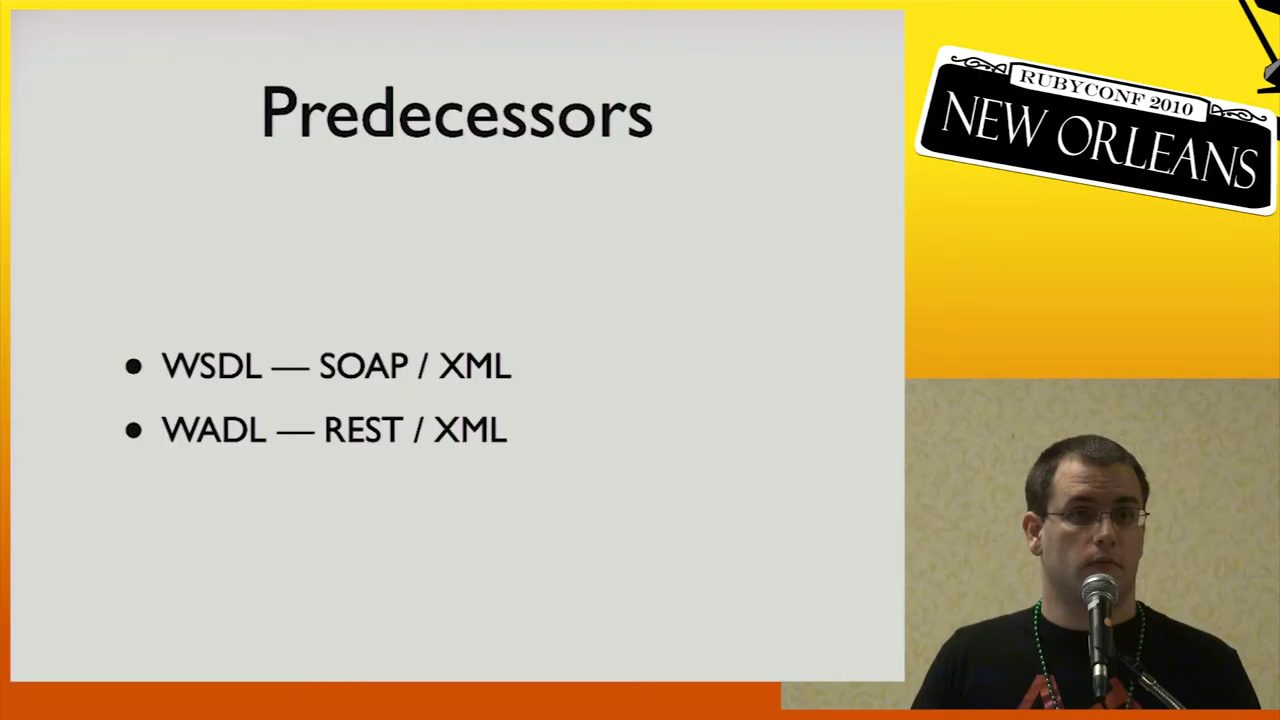 Predecessors
• WSDL — SOAP / XML
• WADL — REST / XML
RUBYCONF 2010
NEW ORLEANS